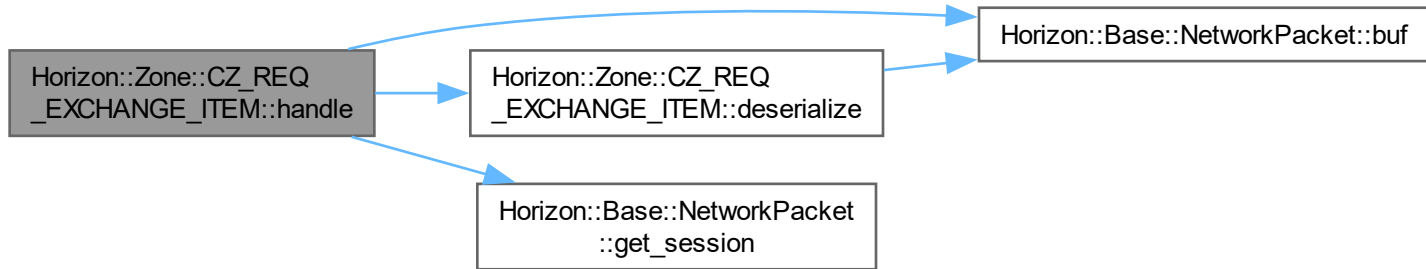 Horizon::Zone::CZ_REQ
_EXCHANGE_ITEM::handle
Horizon::Zone::CZ_REQ
_EXCHANGE_ITEM::deserialize
Horizon::Base::NetworkPacket::buf
Horizon::Base::NetworkPacket
::get_session